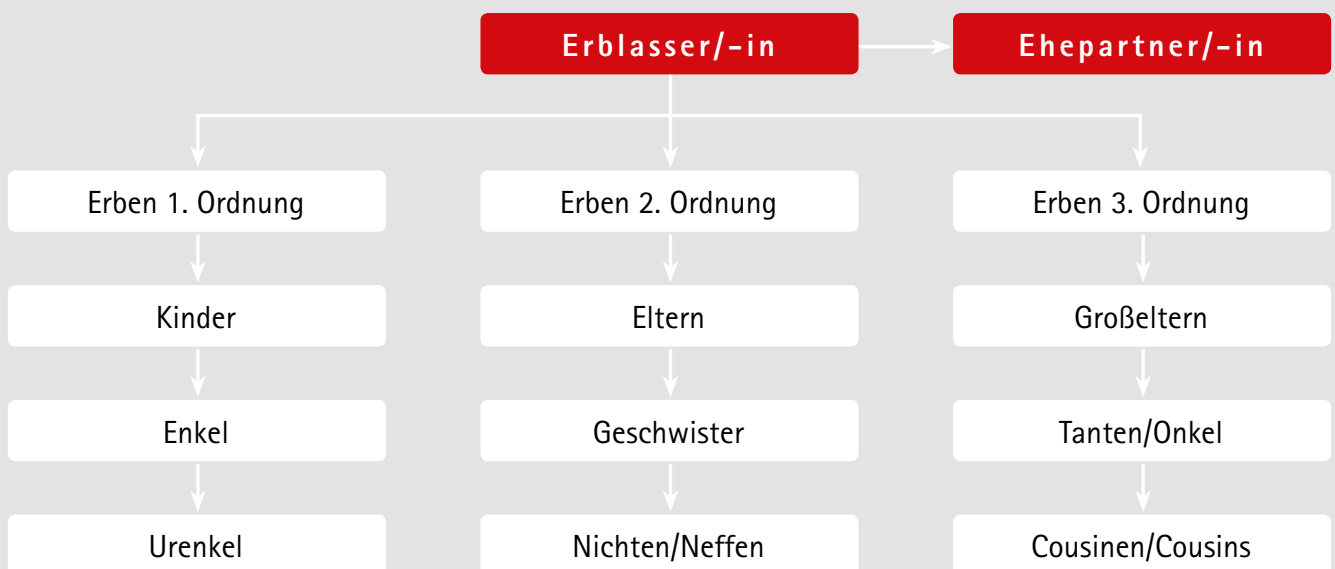 Erblasser/-in
Ehepartner/-in
Erben 1. Ordnung
Erben 2. Ordnung
Erben 3. Ordnung
Kinder
Eltern
Großeltern
Enkel
Geschwister
Tanten/Onkel
Urenkel
Nichten/Neffen
Cousinen/Cousins